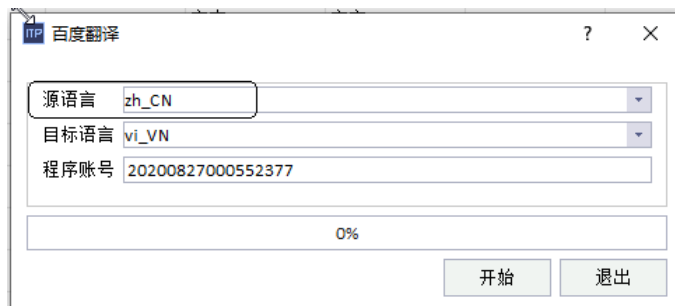 ITP 百度翻译
源语言 zh_CN
目标语言 vi_VN
程序账号 20200827000552377
0%
开始 退出